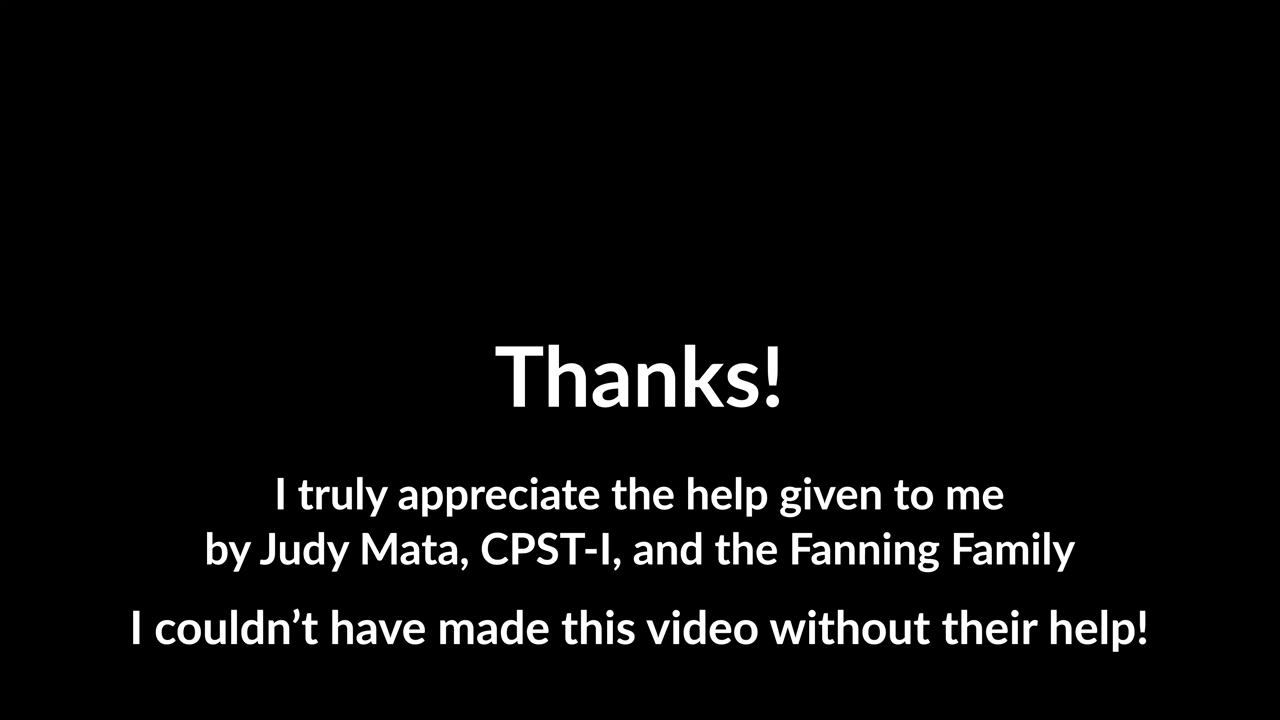 Thanks!
I truly appreciate the help given to me
by Judy Mata, CPST-I, and the Fanning Family
I couldn’t have made this video without their help!